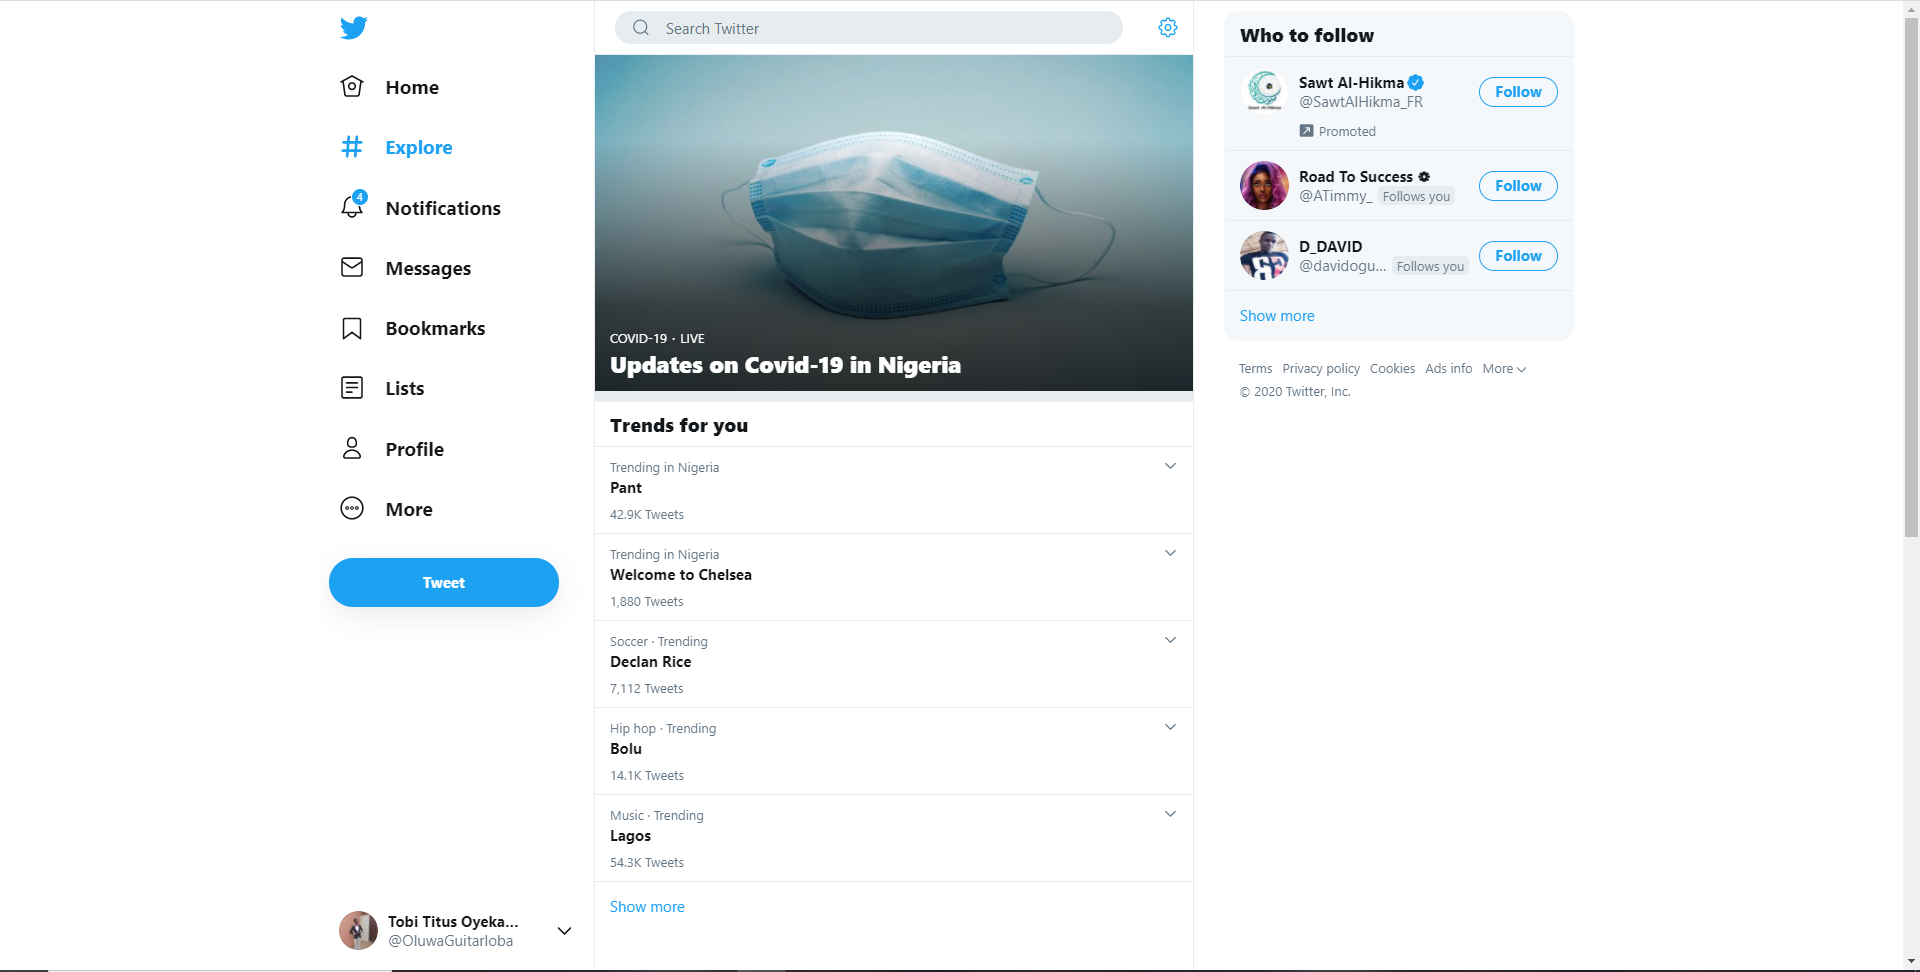 Home
Explore
4
Notifications
Messages
Bookmarks
Lists
Profile
More
Tweet
Tobi Titus Oyeka...
@OluwaGuitarloba
Search Twitter
COVID-19 · LIVE
Updates on Covid-19 in Nigeria
Trends for you
Trending in Nigeria
Pant
42.9K Tweets
Trending in Nigeria
Welcome to Chelsea
1,880 Tweets
Soccer · Trending
Declan Rice
7,112 Tweets
Hip hop · Trending
Bolu
14.1K Tweets
Music · Trending
Lagos
54.3K Tweets
Show more
Who to follow
Sawt Al-Hikma
@SawtAlHikma_FR
Follow
Promoted
Road To Success
@ATimmy_ Follows you
Follow
D_DAVID
@davidogu... Follows you
Follow
Show more
Terms Privacy policy Cookies Ads info More
© 2020 Twitter, Inc.